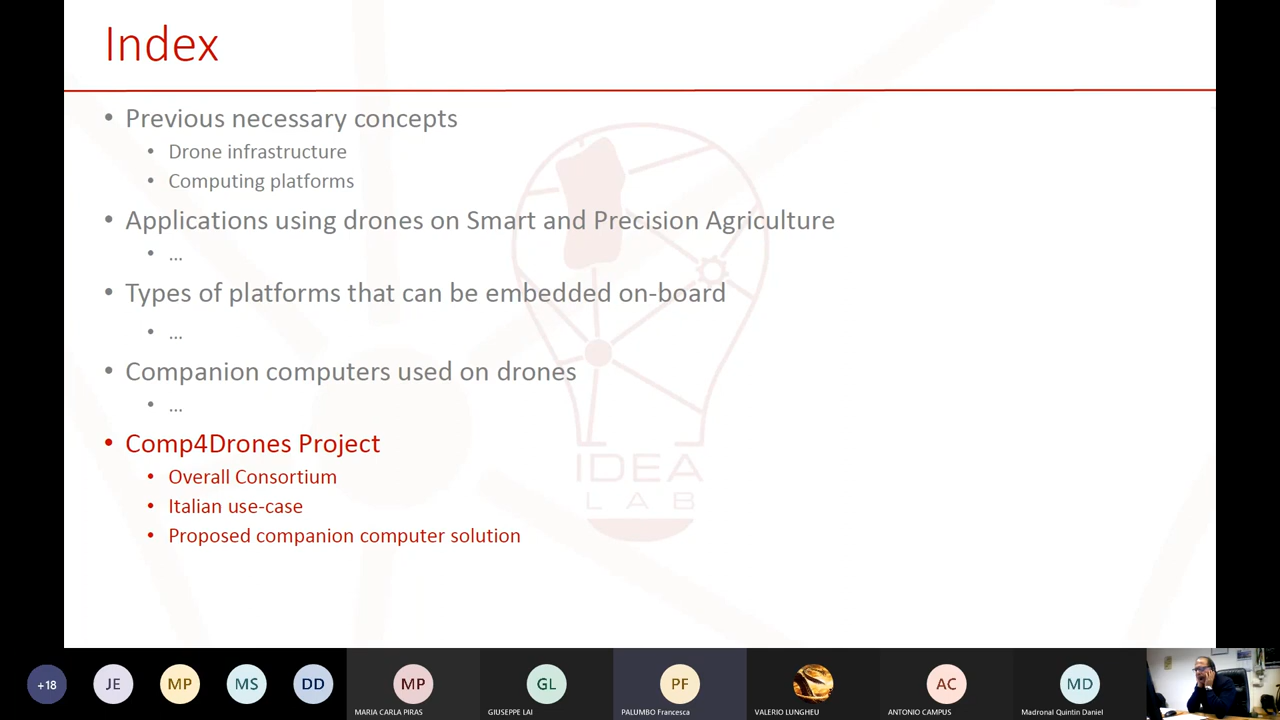 Index
• Previous necessary concepts
• Drone infrastructure
• Computing platforms
• Applications using drones on Smart and Precision Agriculture
• ...
• Types of platforms that can be embedded on-board
• ...
• Companion computers used on drones
• ...
• Comp4Drones Project
• Overall Consortium
• Italian use-case
• Proposed companion computer solution
IDEA
LAB
+18 JE MP MS DD MP GL PF AC MD
MARIA CARLA PIRAS GIUSEPPE LAI PALUMBO Francesca VALERIO LUNGHEU ANTONIO CAMPUS Madronal Quintin Daniel